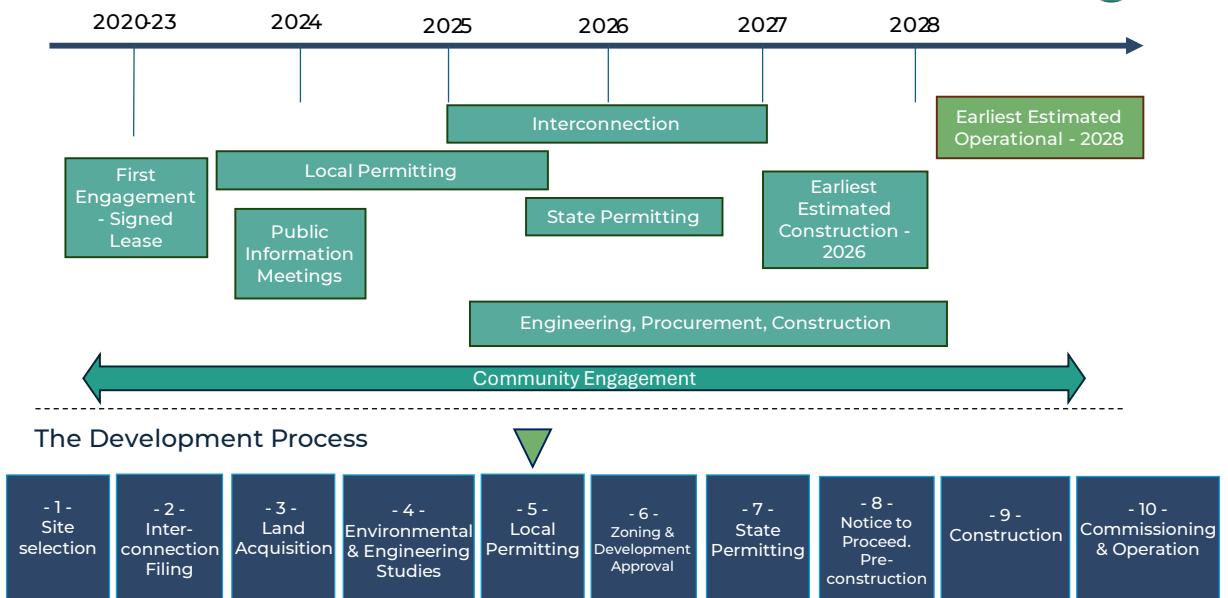 2020-23
2024
2025
2026
2027
2028
Interconnection
Earliest Estimated
Operational - 2028
Local Permitting
First
Engagement
- Signed
Lease
Public
Information
Meetings
State Permitting
Earliest
Estimated
Construction -
2026
Engineering, Procurement, Construction
Community Engagement
The Development Process
- 1 -
Site
selection
- 2 -
Inter-
connection
Filing
- 3 -
Land
Acquisition
- 4 -
Environmental
& Engineering
Studies
- 5 -
Local
Permitting
- 6 -
Zoning &
Development
Approval
- 7 -
State
Permitting
- 8 -
Notice to
Proceed.
Pre-
construction
- 9 -
Construction
- 10 -
Commissioning
& Operation